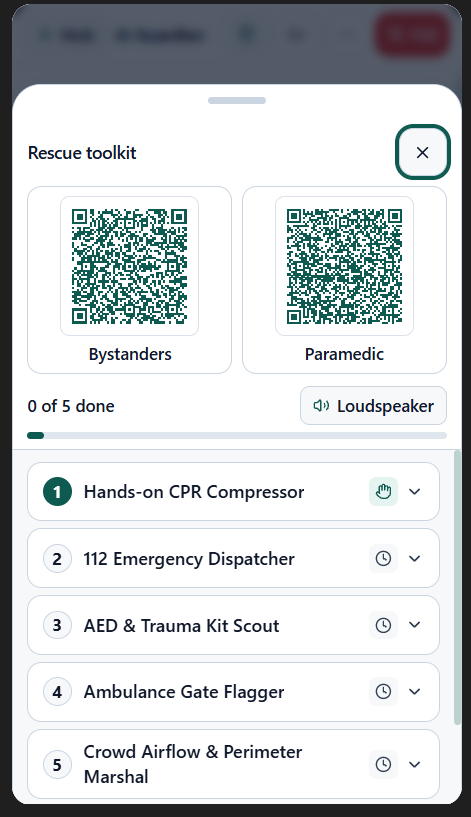 Rescue toolkit
Bystanders
Paramedic
0 of 5 done
Loudspeaker
1 Hands-on CPR Compressor
2 112 Emergency Dispatcher
3 AED & Trauma Kit Scout
4 Ambulance Gate Flagger
5 Crowd Airflow & Perimeter
Marshal